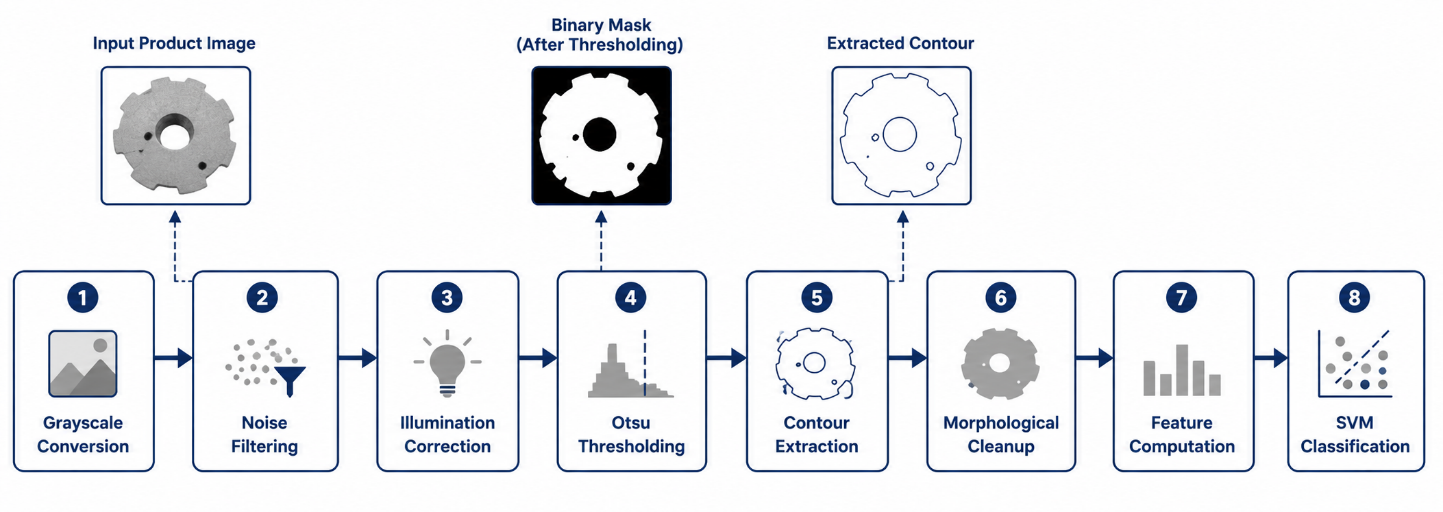 Input Product Image
Binary Mask
(After Thresholding)
Extracted Contour
1
Grayscale
Conversion
2
Noise
Filtering
3
Illumination
Correction
4
Otsu
Thresholding
5
Contour
Extraction
6
Morphological
Cleanup
7
Feature
Computation
8
SVM
Classification